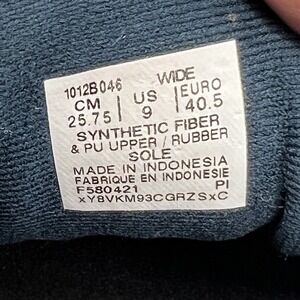 1012B046 WIDE
CM US EURO
25.75 9 40.5
SYNTHETIC FIBER
& PU UPPER / RUBBER
SOLE
MADE IN INDONESIA
FABRIQUE EN INDONESIE
F580421 PI
xY8VKM93CGRZSxC